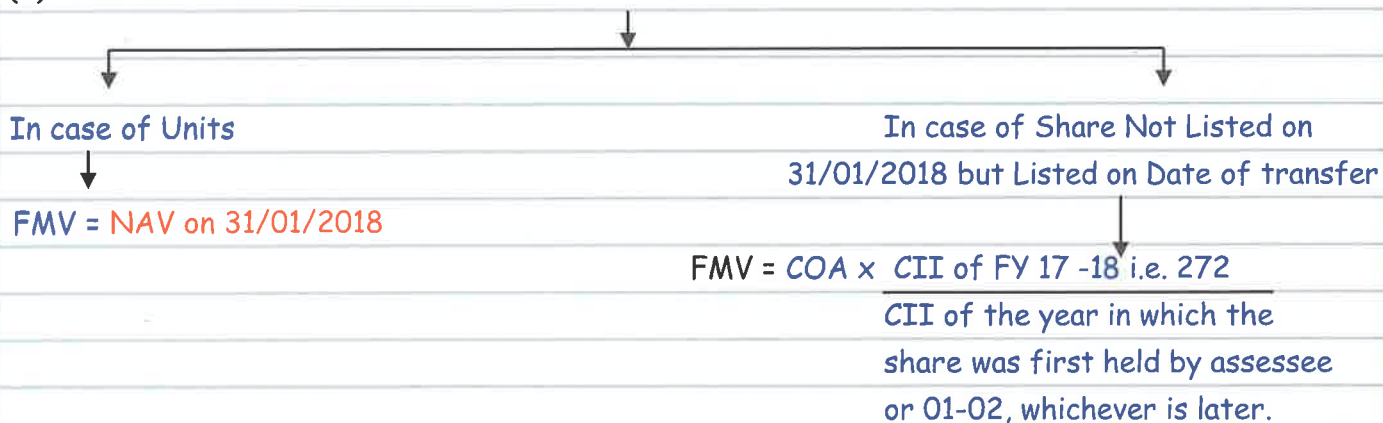 In case of Units
In case of Share Not Listed on
31/01/2018 but Listed on Date of transfer
FMV = NAV on 31/01/2018
FMV = COA x CII of FY 17 -18 i.e. 272
CII of the year in which the
share was first held by assessee
or 01-02, whichever is later.